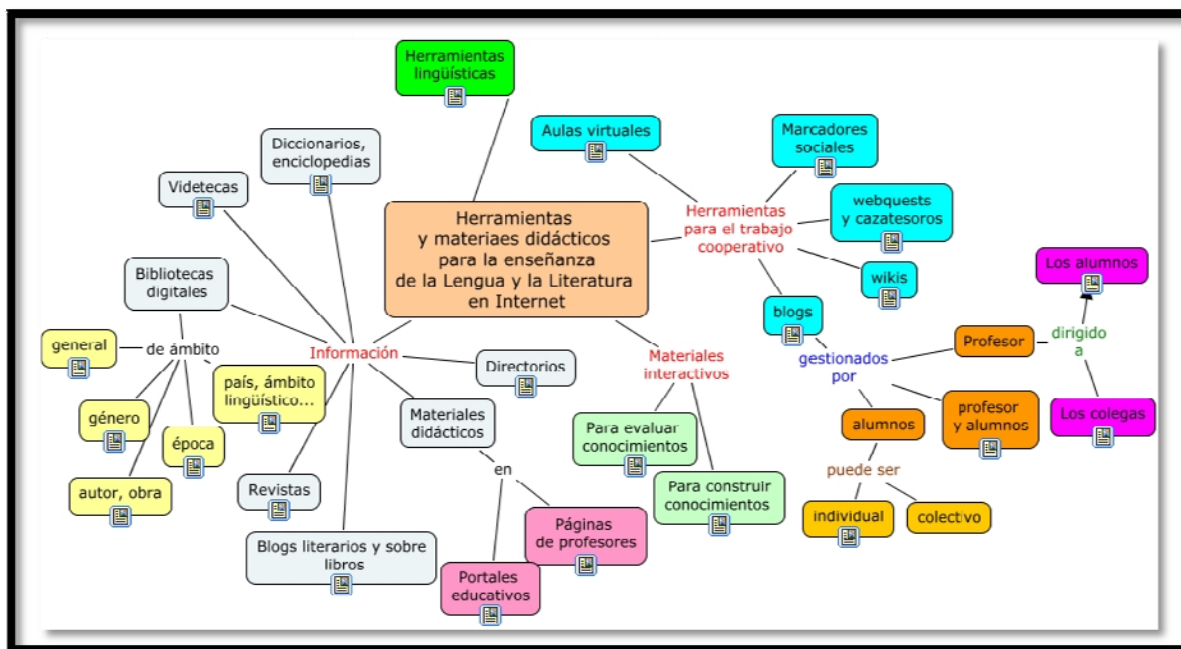 Herramientas
lingüísticas
Diccionarios,
enciclopedias
Videtecas
Bibliotecas
digitales
de ámbito
general
género
autor, obra
época
país, ámbito
lingüístico...
Herramientas
y materiaes didácticos
para la enseñanza
de la Lengua y la Literatura
en Internet
Información
Directorios
Materiales
didácticos
en
Páginas
de profesores
Portales
educativos
Revistas
Blogs literarios y sobre
libros
Materiales
interactivos
Para evaluar
conocimientos
Para construir
conocimientos
Herramientas
para el trabajo
cooperativo
Aulas virtuales
Marcadores
sociales
webquests
y cazatesoros
wikis
blogs
gestionados
por
Profesor
dirigido
a
Los alumnos
Los colegas
profesor
y alumnos
alumnos
puede ser
individual
colectivo